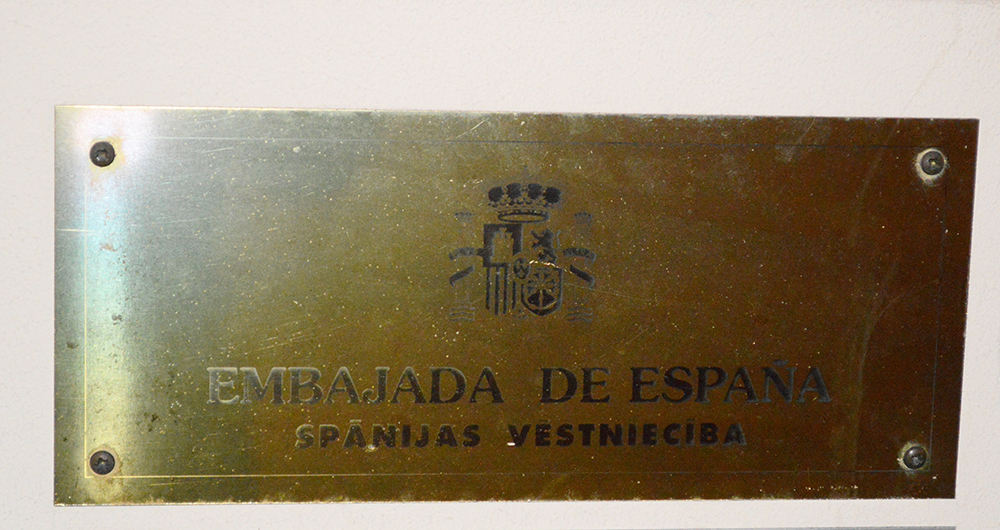 EMBAJADA DE ESPAÑA
SPĀNIJAS VĒSTNIECĪBA